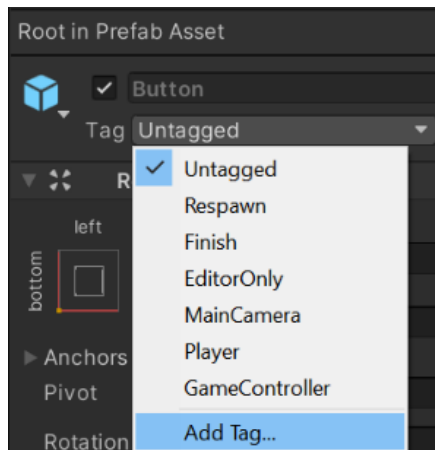 Root in Prefab Asset
Button
Tag Untagged
Untagged
R
Respawn
left
Finish
bottom
EditorOnly
MainCamera
Player
Anchors
GameController
Pivot
Add Tag...
Rotation